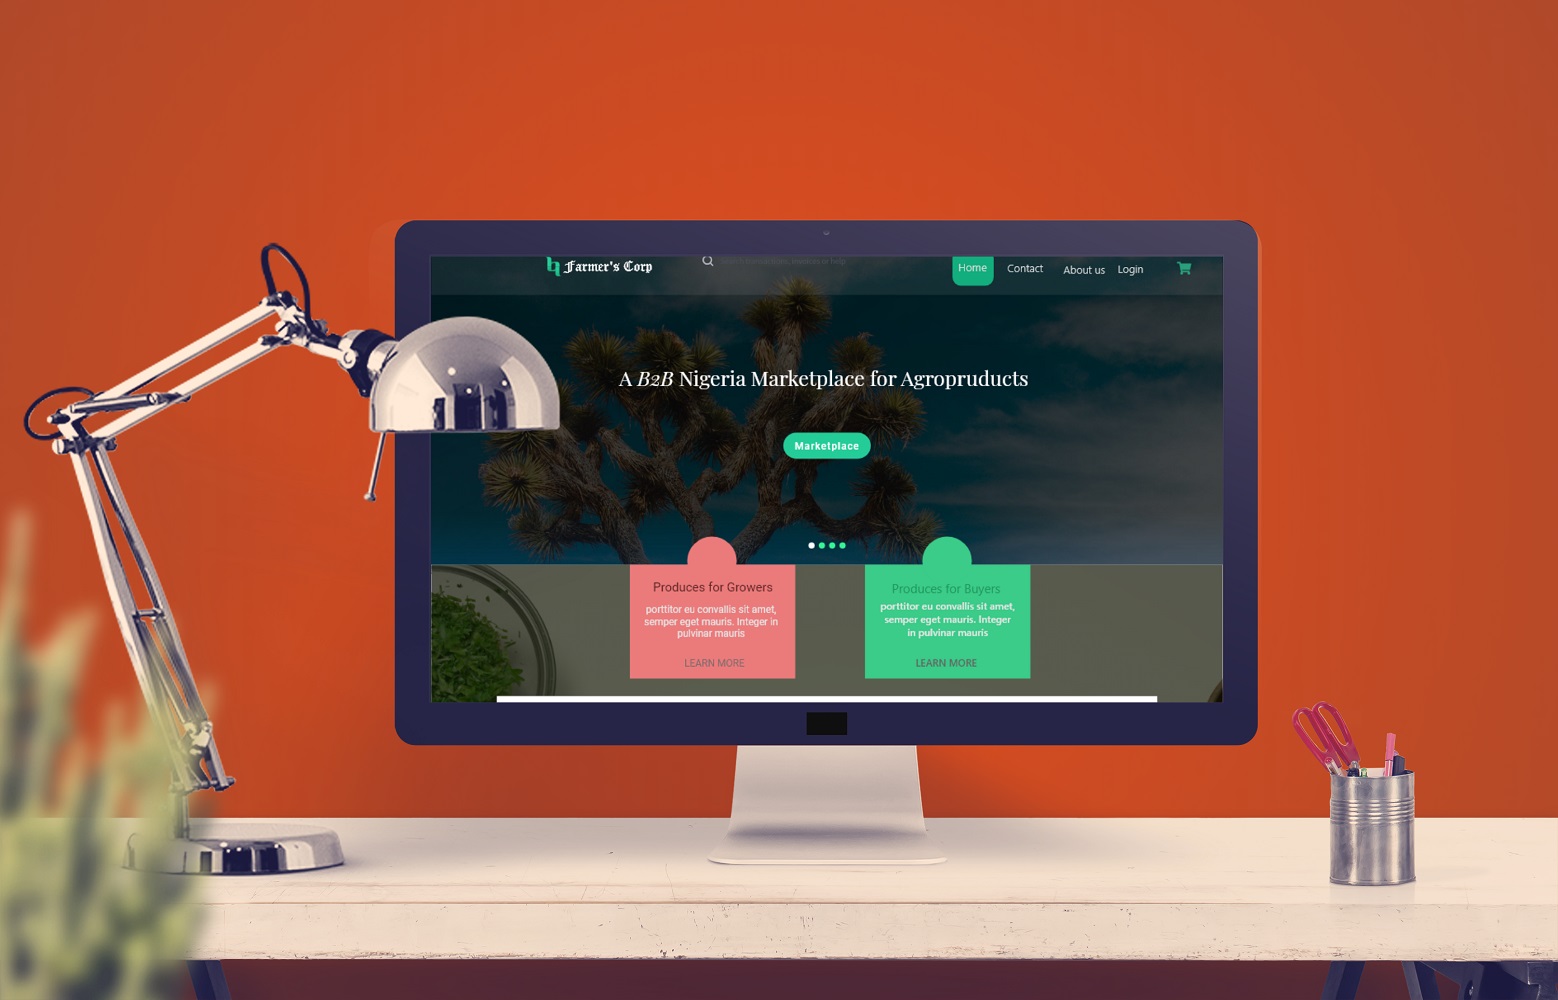 Farmer's Corp
Home
Contact
About us
Login
A B2B Nigeria Marketplace for Agropruducts
Marketplace
Produces for Growers
porttitor eu convallis sit amet,
semper eget mauris. Integer in
pulvinar mauris
LEARN MORE
Produces for Buyers
porttitor eu convallis sit amet,
semper eget mauris. Integer
in pulvinar mauris
LEARN MORE